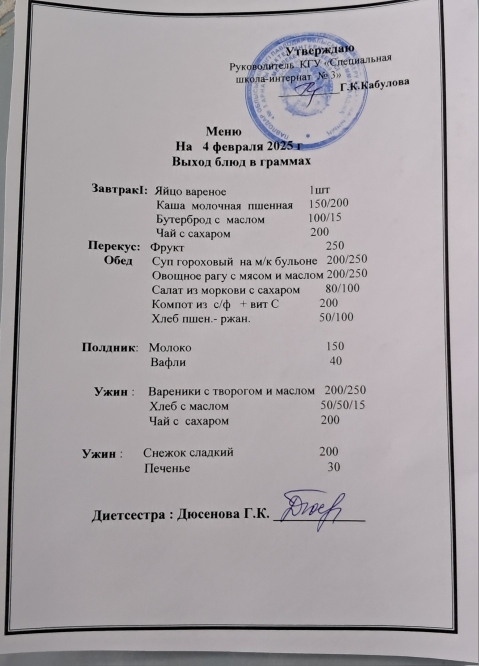 Утверждаю
Руководитель КГУ «Специальная
школа-интернат №3»
Г.К.Кабулова
Меню
На 4 февраля 2025 г
Выход блюд в граммах
ЗавтракI: Яйцо вареное 1шт
Каша молочная пшенная 150/200
Бутерброд с маслом 100/15
Чай с сахаром 200
Перекус: Фрукт 250
Обед Суп гороховый на м/к бульоне 200/250
Овощное рагу с мясом и маслом 200/250
Салат из моркови с сахаром 80/100
Компот из с/ф + вит С 200
Хлеб пшен.- ржан. 50/100
Полдник: Молоко 150
Вафли 40
Ужин : Вареники с творогом и маслом 200/250
Хлеб с маслом 50/50/15
Чай с сахаром 200
Ужин : Снежок сладкий 200
Печенье 30
Диетсестра : Дюсенова Г.К.